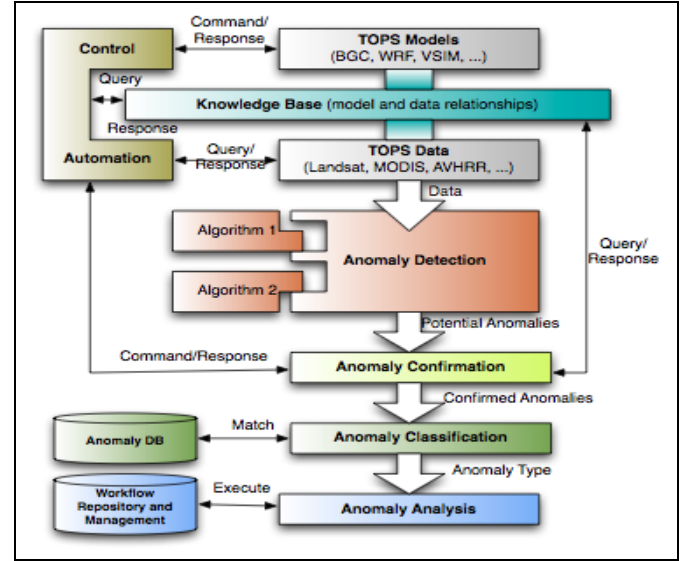 Command/
Response
Control
TOPS Models
(BGC, WRF, VSIM, ...)
Query
Knowledge Base (model and data relationships)
Response
Automation
Query/
Response
TOPS Data
(Landsat, MODIS, AVHRR, ...)
Data
Algorithm 1
Anomaly Detection
Algorithm 2
Query/
Response
Potential Anomalies
Command/Response
Anomaly Confirmation
Confirmed Anomalies
Anomaly DB
Match
Anomaly Classification
Anomaly Type
Workflow
Repository and
Management
Execute
Anomaly Analysis